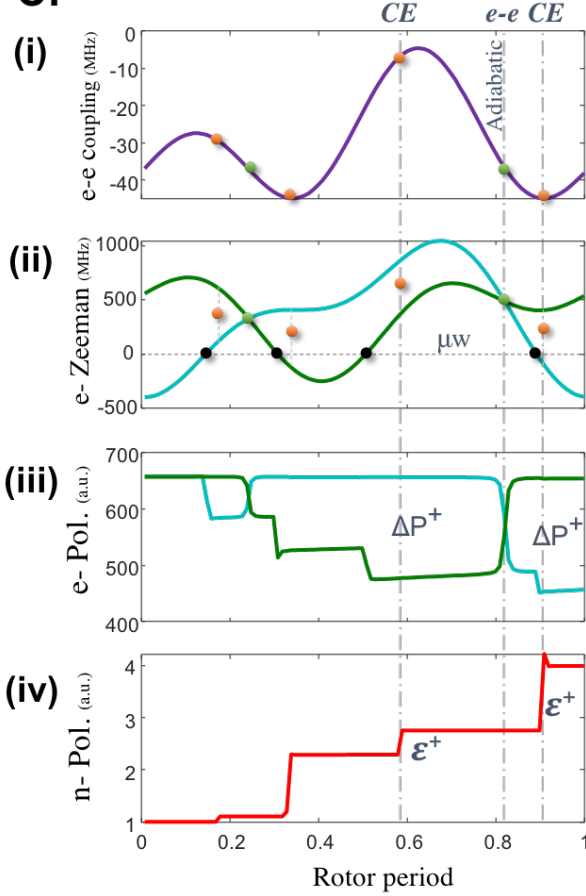 CE e-e CE
(i)
e-e coupling (MHz)
0
-10
-20
-30
-40
Adiabatic
(ii)
e- Zeeman (MHz)
1000
500
0
-500
μw
(iii)
e- Pol. (a.u.)
700
600
500
400
ΔP⁺
ΔP⁺
(iv)
n- Pol. (a.u.)
4
3
2
1
ε⁺
ε⁺
0 0.2 0.4 0.6 0.8 1
Rotor period